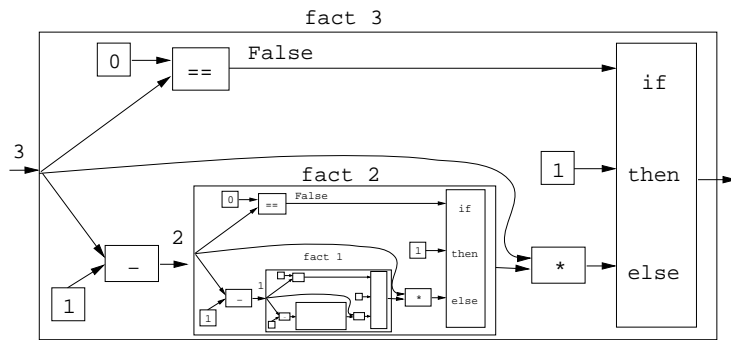 fact 3
False
0
==
if
3
1
then
fact 2
False
0
==
if
2
fact 1
1
then
-
1
-
1
*
else
*
else
1
1